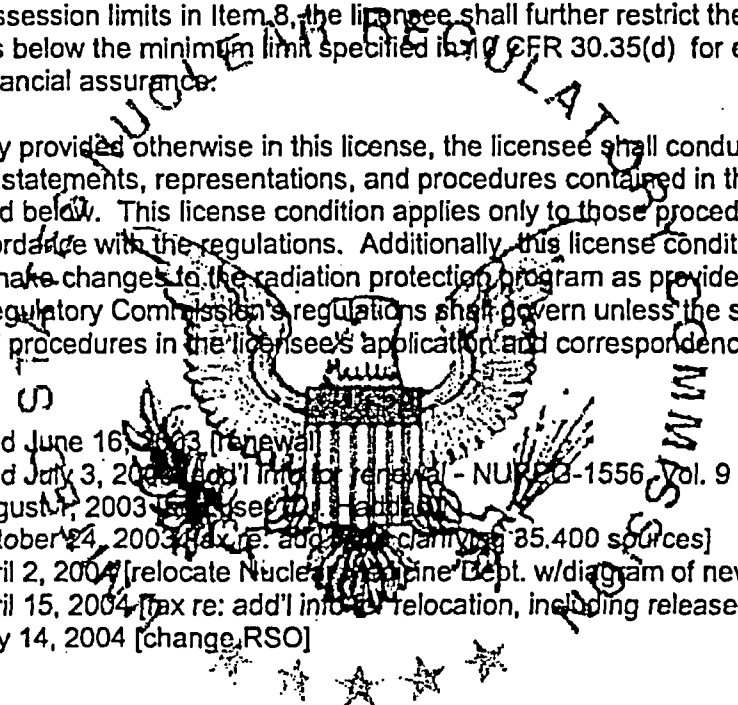 ssession limits in Item 8, the licensee shall further restrict the
s below the minimum limit specified in 10 CFR 30.35(d) for e
ancial assurance.
y provided otherwise in this license, the licensee shall condu
statements, representations, and procedures contained in th
d below. This license condition applies only to those proced
ordance with the regulations. Additionally, this license condit
make changes to the radiation protection program as provide
egulatory Commission's regulations shall govern unless the s
procedures in the licensee's application and correspondenc
d June 16, 2003 [renewal]
d July 3, 2003 [add'l info for renewal - NUREG-1556, Vol. 9
gust 1, 2003
tober 24, 2003 [fax re: add clarifying 35.400 sources]
ril 2, 2004 [relocate Nuclear Medicine Dept. w/diagram of new
ril 15, 2004 [fax re: add'l info for relocation, including release
y 14, 2004 [change RSO]
NUCLEAR REGULATORY COMMISSION